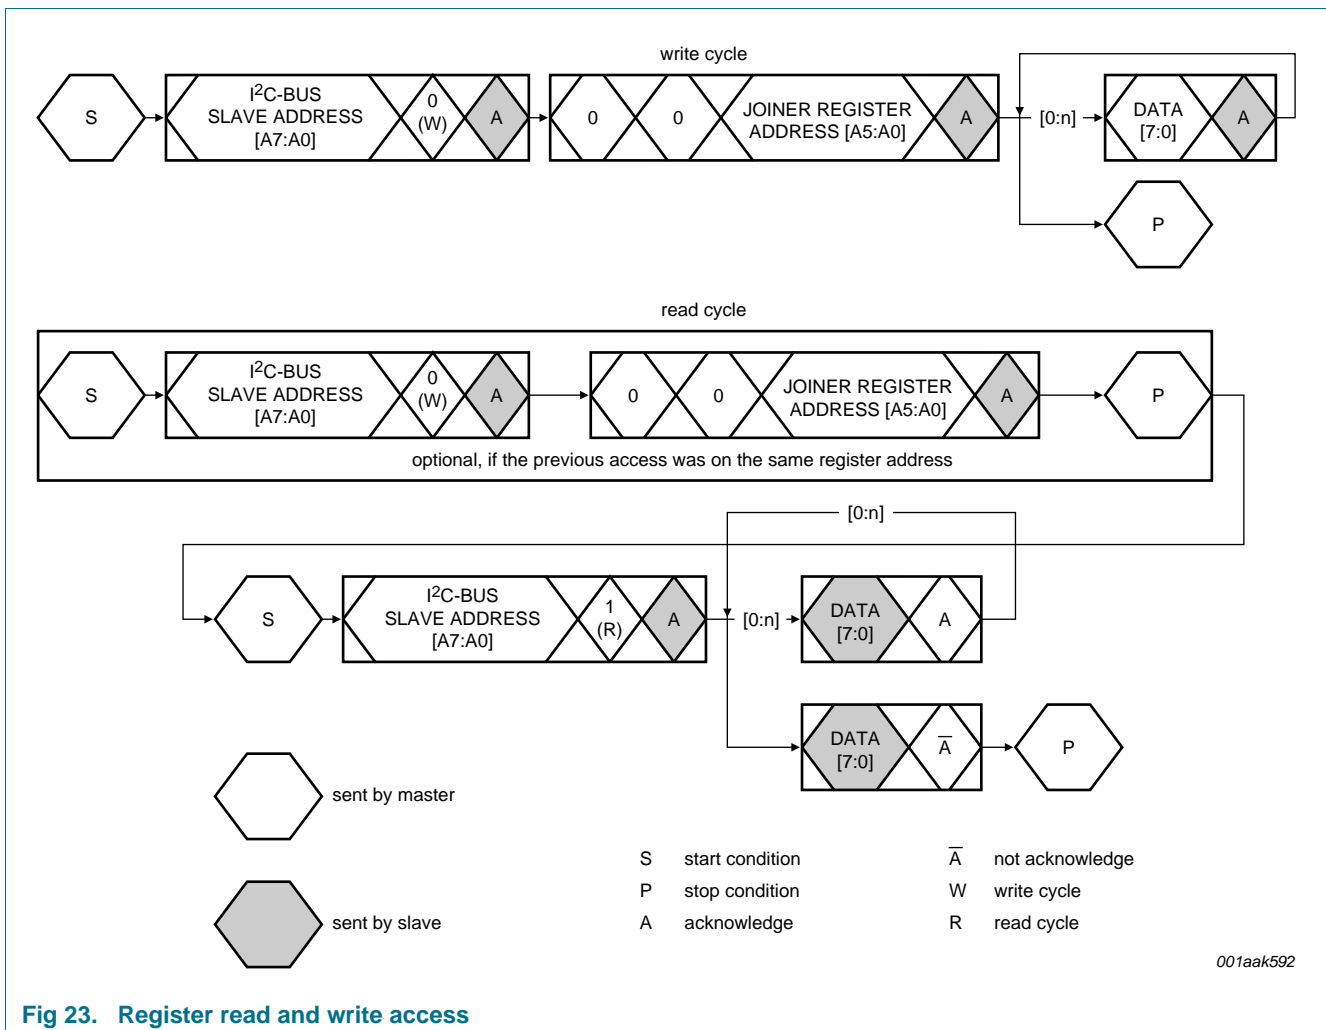 write cycle
S
I2C-BUS
SLAVE ADDRESS
[A7:A0]
0
(W)
A
0
0
JOINER REGISTER
ADDRESS [A5:A0]
A
[0:n]
DATA
[7:0]
A
P
read cycle
S
I2C-BUS
SLAVE ADDRESS
[A7:A0]
0
(W)
A
0
0
JOINER REGISTER
ADDRESS [A5:A0]
A
P
optional, if the previous access was on the same register address
[0:n]
S
I2C-BUS
SLAVE ADDRESS
[A7:A0]
1
(R)
A
[0:n]
DATA
[7:0]
A
DATA
[7:0]
A̅
P
sent by master
sent by slave
S start condition
P stop condition
A acknowledge
A̅ not acknowledge
W write cycle
R read cycle
001aak592
Fig 23. Register read and write access